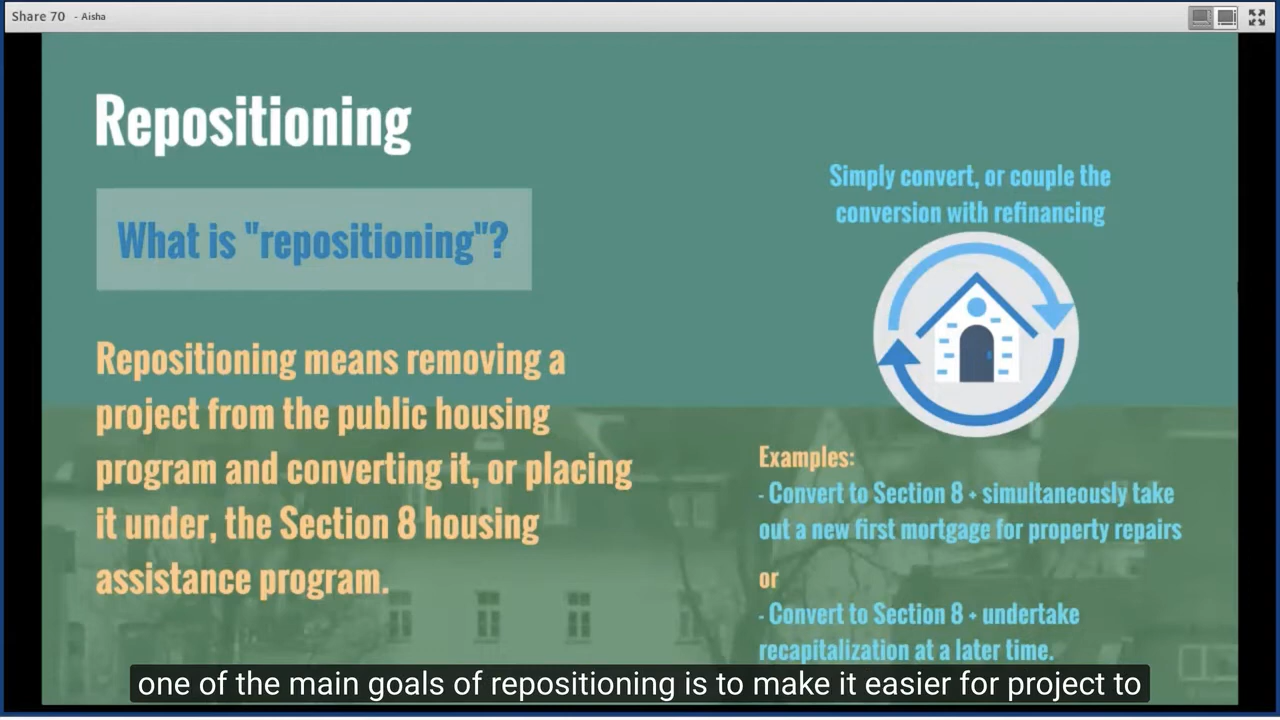 Share 70 - Aisha
Repositioning
What is "repositioning"?
Repositioning means removing a
project from the public housing
program and converting it, or placing
it under, the Section 8 housing
assistance program.
Simply convert, or couple the
conversion with refinancing
Examples:
- Convert to Section 8 + simultaneously take
out a new first mortgage for property repairs
or
- Convert to Section 8 + undertake
recapitalization at a later time.
one of the main goals of repositioning is to make it easier for project to